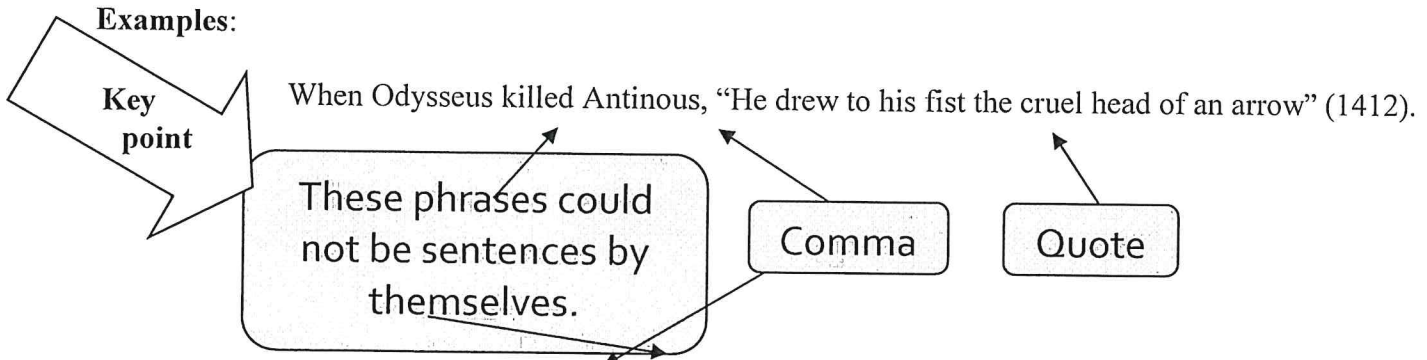 Examples:
Key
point
When Odysseus killed Antinous, “He drew to his fist the cruel head of an arrow” (1412).
These phrases could
not be sentences by
themselves.
Comma
Quote